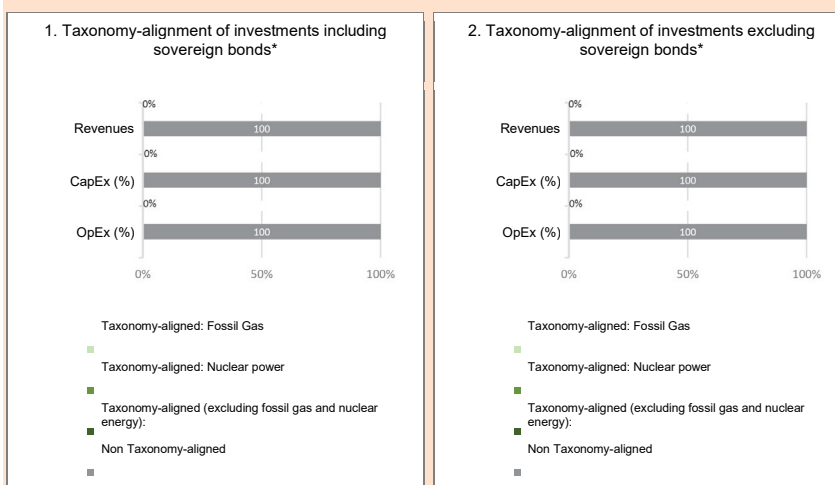 1. Taxonomy-alignment of investments including
sovereign bonds*
0%
Revenues
100
0%
CapEx (%)
100
0%
OpEx (%)
100
0%
50%
100%
Taxonomy-aligned: Fossil Gas
Taxonomy-aligned: Nuclear power
Taxonomy-aligned (excluding fossil gas and nuclear
energy):
Non Taxonomy-aligned
2. Taxonomy-alignment of investments excluding
sovereign bonds*
0%
Revenues
100
0%
CapEx (%)
100
0%
OpEx (%)
100
0%
50%
100%
Taxonomy-aligned: Fossil Gas
Taxonomy-aligned: Nuclear power
Taxonomy-aligned (excluding fossil gas and nuclear
energy):
Non Taxonomy-aligned